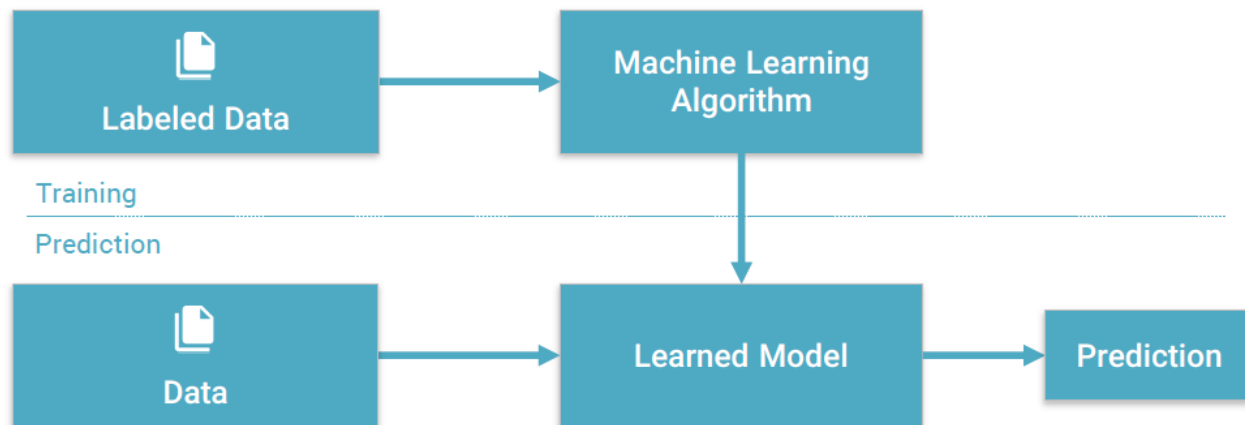 Labeled Data
Machine Learning
Algorithm
Training
Prediction
Data
Learned Model
Prediction